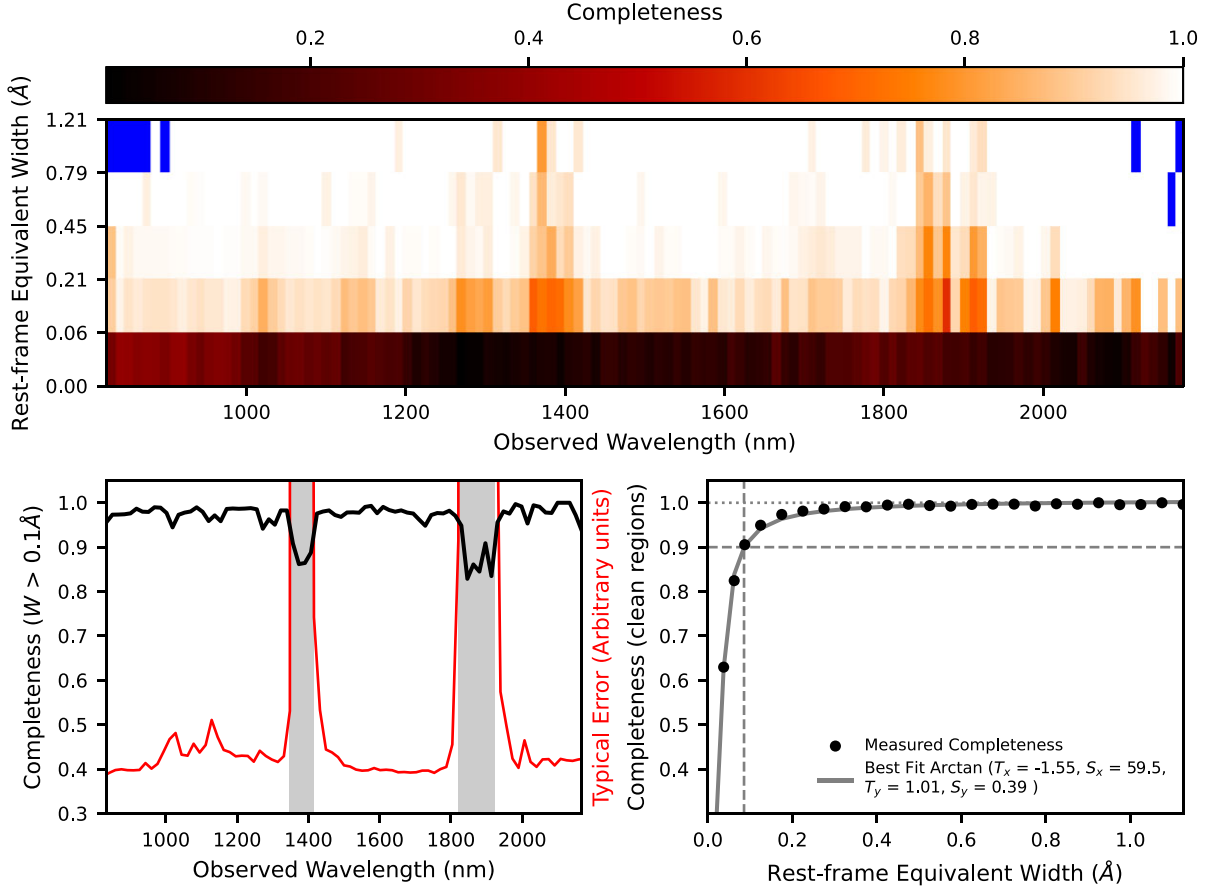 Completeness
0.2 0.4 0.6 0.8 1.0
Rest-frame Equivalent Width (Å)
1.21
0.79
0.45
0.21
0.06
0.00
1000 1200 1400 1600 1800 2000
Observed Wavelength (nm)
Completeness (W > 0.1Å)
1.0
0.9
0.8
0.7
0.6
0.5
0.4
0.3
1000 1200 1400 1600 1800 2000
Observed Wavelength (nm)
Typical Error (Arbitrary units)
Completeness (clean regions)
1.0
0.9
0.8
0.7
0.6
0.5
0.4
Measured Completeness
Best Fit Arctan (Tx = -1.55, Sx = 59.5,
Ty = 1.01, Sy = 0.39 )
0.0 0.2 0.4 0.6 0.8 1.0
Rest-frame Equivalent Width (Å)